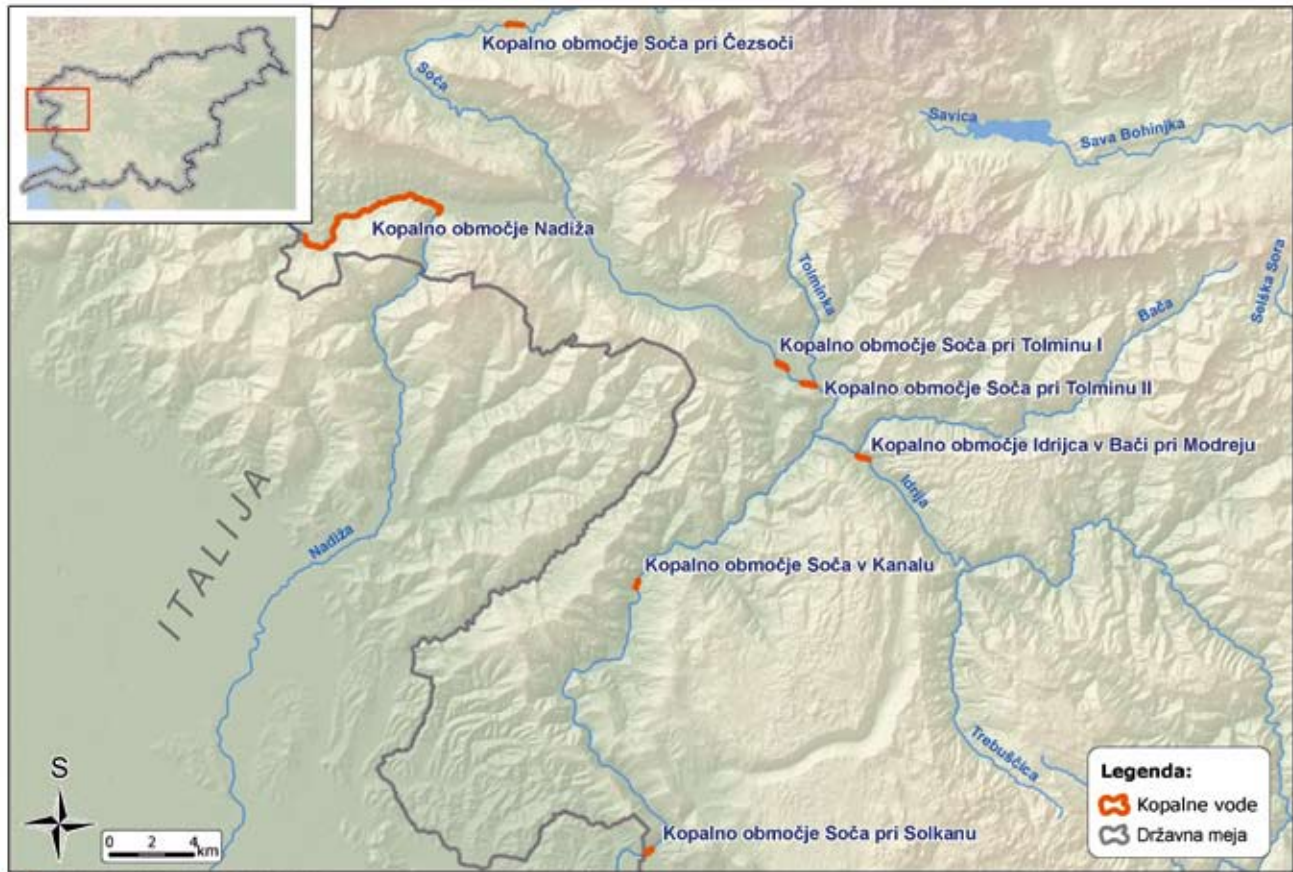 Kopalno območje Soča pri Čezsoči
Soča
Savica
Sava Bohinjka
Kopalno območje Nadiža
Tolminka
Bača
Selška Sora
Kopalno območje Soča pri Tolminu I
Kopalno območje Soča pri Tolminu II
Kopalno območje Idrijca v Bači pri Modreju
Idrija
ITALIJA
Nadiža
Kopalno območje Soča v Kanalu
Trebuščica
Kopalno območje Soča pri Solkanu
S
0 2 4
km
Legenda:
Kopalne vode
Državna meja